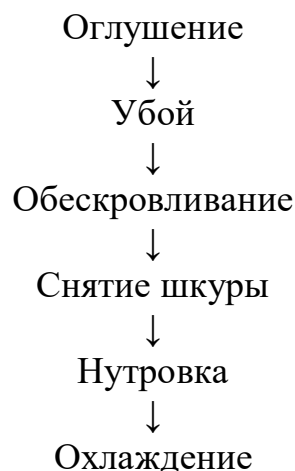 Оглушение
↓
Убой
↓
Обескровливание
↓
Снятие шкуры
↓
Нутровка
↓
Охлаждение